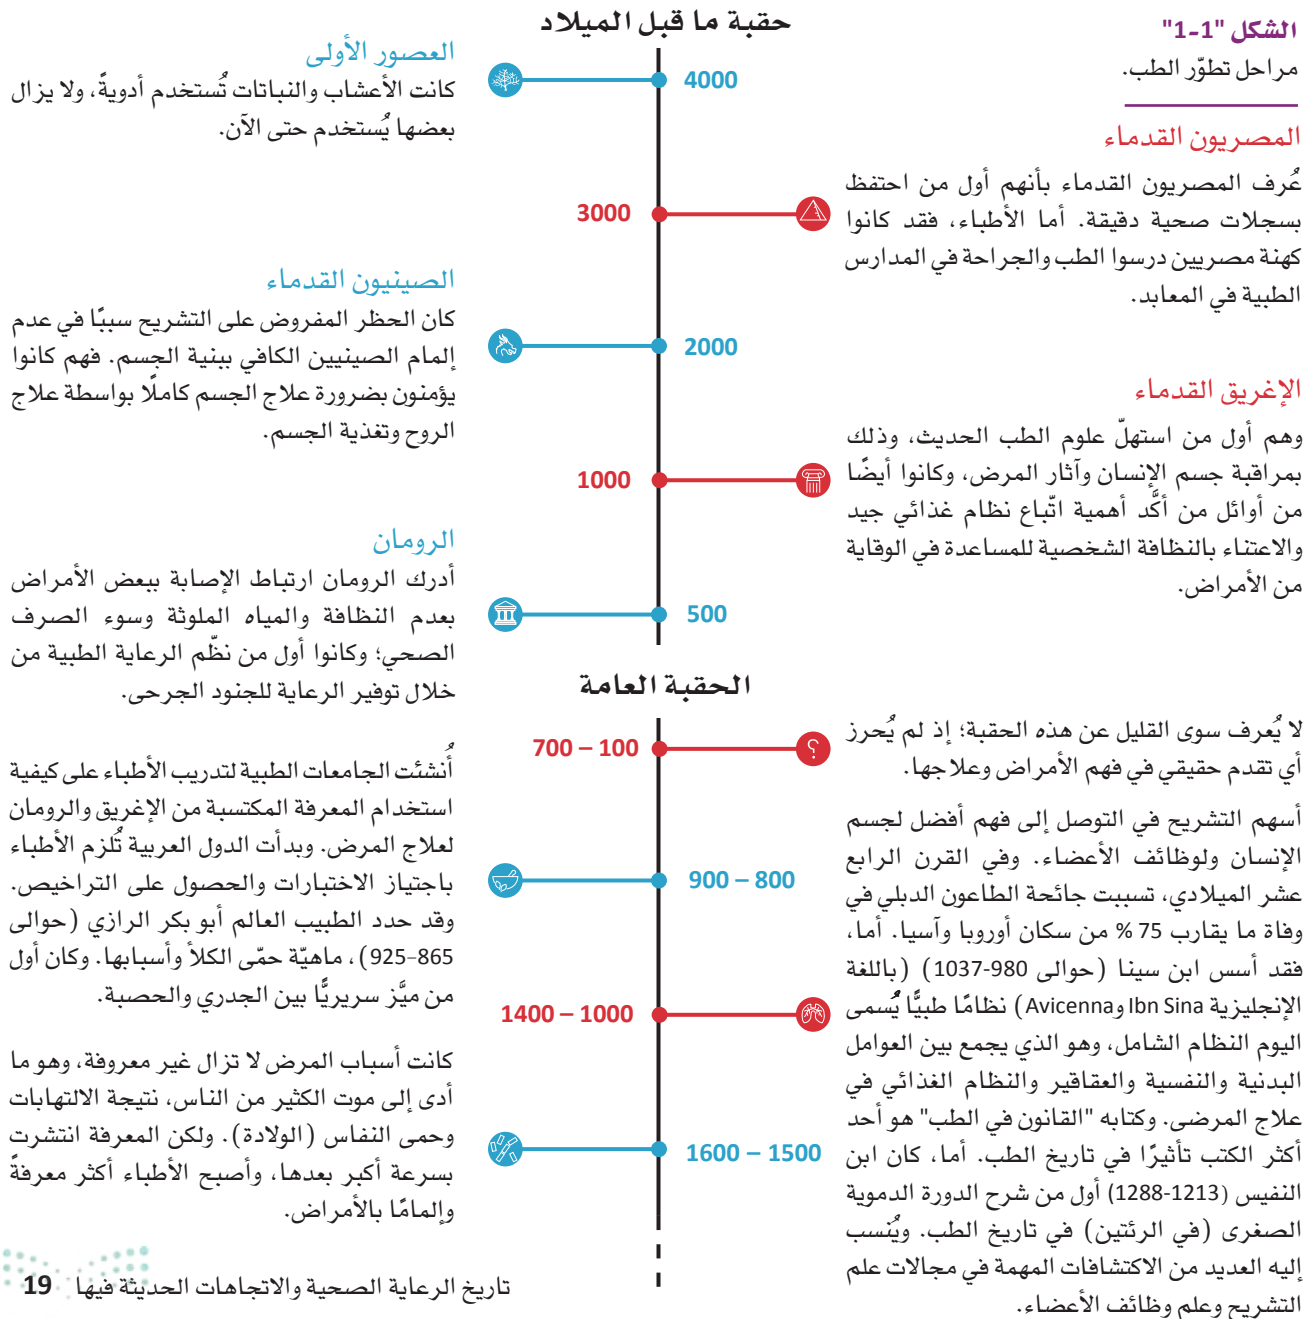 الشكل "1-1"
مراحل تطوّر الطب.
حقبة ما قبل الميلاد
4000
العصور الأولى
كانت الأعشاب والنباتات تُستخدم أدويةً، ولا يزال
بعضها يُستخدم حتى الآن.
المصريون القدماء
عُرف المصريون القدماء بأنهم أول من احتفظ
بسجلات صحية دقيقة. أما الأطباء، فقد كانوا
كهنة مصريين درسوا الطب والجراحة في المدارس
الطبية في المعابد.
3000
الصينيون القدماء
كان الحظر المفروض على التشريح سببًا في عدم
إلمام الصينيين الكافي ببنية الجسم. فهم كانوا
يؤمنون بضرورة علاج الجسم كاملًا بواسطة علاج
الروح وتغذية الجسم.
2000
الإغريق القدماء
وهم أول من استهلّ علوم الطب الحديث، وذلك
بمراقبة جسم الإنسان وآثار المرض، وكانوا أيضًا
من أوائل من أكَّد أهمية اتّباع نظام غذائي جيد
والاعتناء بالنظافة الشخصية للمساعدة في الوقاية
من الأمراض.
1000
الرومان
أدرك الرومان ارتباط الإصابة ببعض الأمراض
بعدم النظافة والمياه الملوثة وسوء الصرف
الصحي؛ وكانوا أول من نظّم الرعاية الطبية من
خلال توفير الرعاية للجنود الجرحى.
500
الحقبة العامة
لا يُعرف سوى القليل عن هذه الحقبة؛ إذ لم يُحرز
أي تقدم حقيقي في فهم الأمراض وعلاجها.
؟
700 – 100
أُنشئت الجامعات الطبية لتدريب الأطباء على كيفية
استخدام المعرفة المكتسبة من الإغريق والرومان
لعلاج المرض. وبدأت الدول العربية تُلزم الأطباء
باجتياز الاختبارات والحصول على التراخيص.
وقد حدد الطبيب العالم أبو بكر الرازي (حوالى
865–925)، ماهيّة حمّى الكلأ وأسبابها. وكان أول
من ميَّز سريريًّا بين الجدري والحصبة.
900 – 800
أسهم التشريح في التوصل إلى فهم أفضل لجسم
الإنسان ولوظائف الأعضاء. وفي القرن الرابع
عشر الميلادي، تسببت جائحة الطاعون الدبلي في
وفاة ما يقارب 75 % من سكان أوروبا وآسيا. أما،
فقد أسس ابن سينا (حوالى 980-1037) (باللغة
الإنجليزية Ibn Sina وAvicenna) نظامًا طبيًّا يُسمى
اليوم النظام الشامل، وهو الذي يجمع بين العوامل
البدنية والنفسية والعقاقير والنظام الغذائي في
علاج المرضى. وكتابه "القانون في الطب" هو أحد
أكثر الكتب تأثيرًا في تاريخ الطب. أما، كان ابن
النفيس (1213-1288) أول من شرح الدورة الدموية
الصغرى (في الرئتين) في تاريخ الطب. ويُنسب
إليه العديد من الاكتشافات المهمة في مجالات علم
التشريح وعلم وظائف الأعضاء.
1400 – 1000
كانت أسباب المرض لا تزال غير معروفة، وهو ما
أدى إلى موت الكثير من الناس، نتيجة الالتهابات
وحمى النفاس (الولادة). ولكن المعرفة انتشرت
بسرعة أكبر بعدها، وأصبح الأطباء أكثر معرفةً
وإلمامًا بالأمراض.
1600 – 1500
تاريخ الرعاية الصحية والاتجاهات الحديثة فيها 19